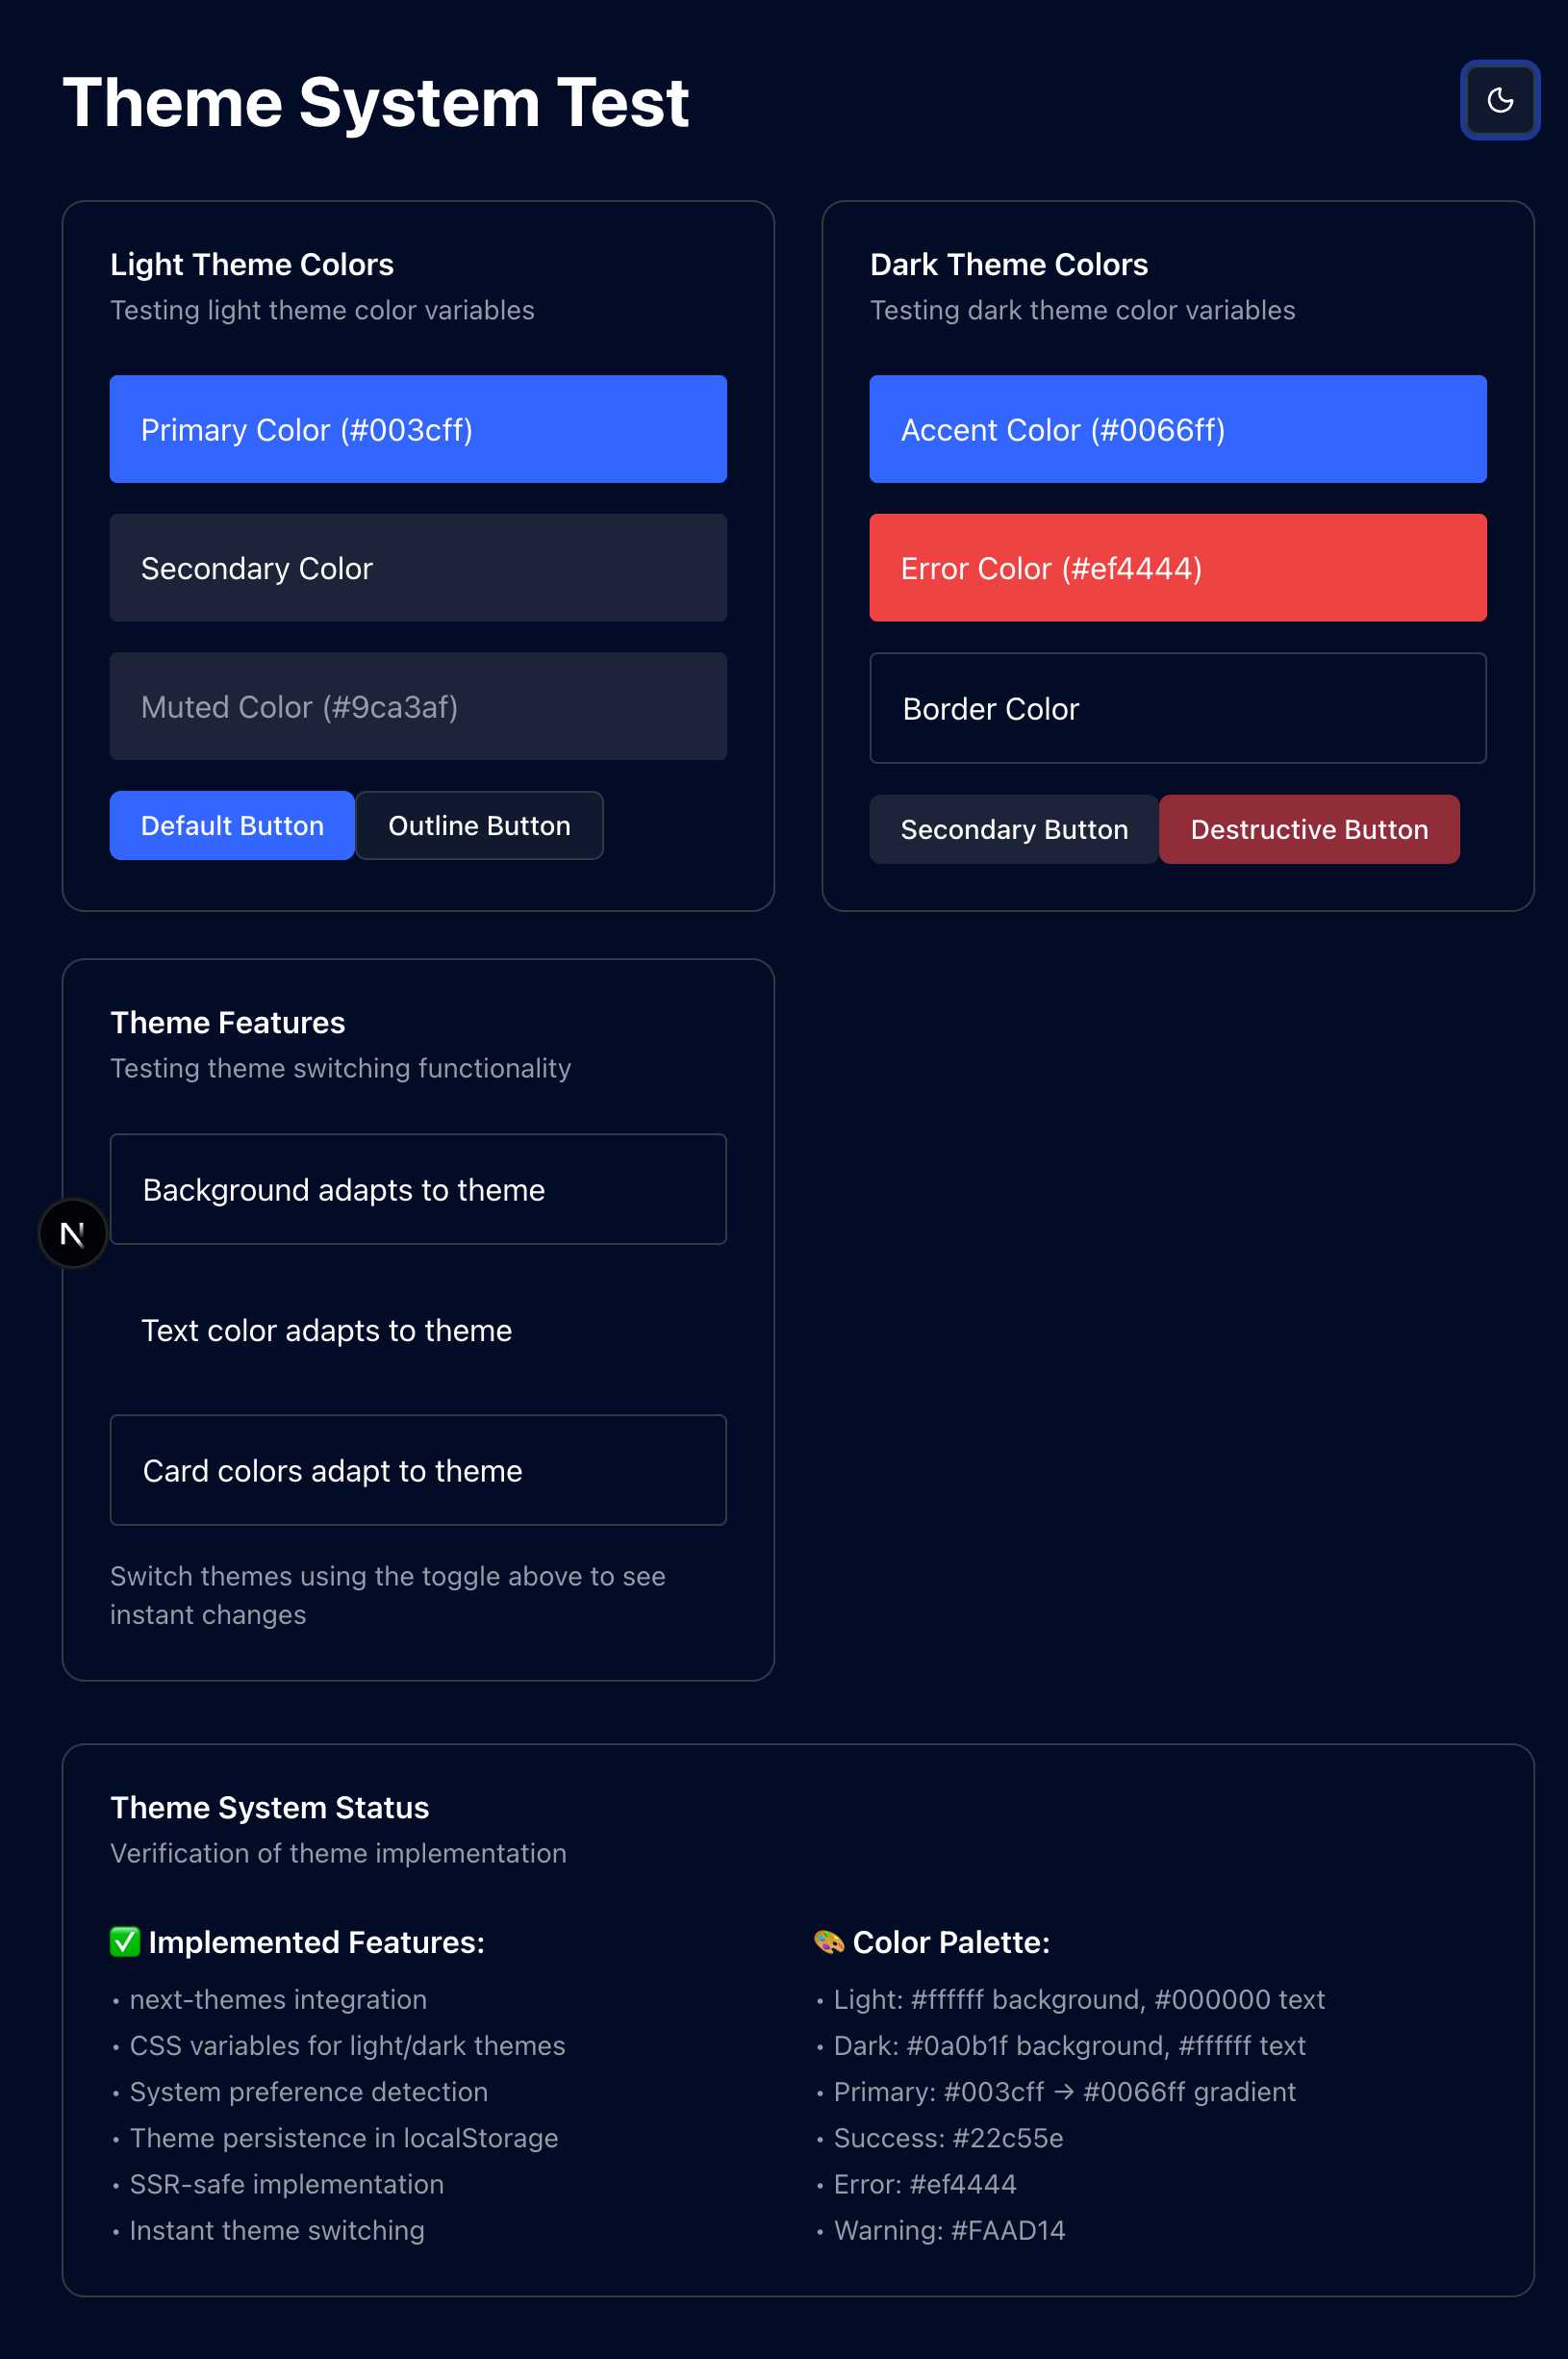 Theme System Test
Light Theme Colors
Testing light theme color variables
Primary Color (#003cff)
Secondary Color
Muted Color (#9ca3af)
Default Button
Outline Button
Dark Theme Colors
Testing dark theme color variables
Accent Color (#0066ff)
Error Color (#ef4444)
Border Color
Secondary Button
Destructive Button
Theme Features
Testing theme switching functionality
Background adapts to theme
N
Text color adapts to theme
Card colors adapt to theme
Switch themes using the toggle above to see
instant changes
Theme System Status
Verification of theme implementation
✅ Implemented Features:
• next-themes integration
• CSS variables for light/dark themes
• System preference detection
• Theme persistence in localStorage
• SSR-safe implementation
• Instant theme switching
🎨 Color Palette:
• Light: #ffffff background, #000000 text
• Dark: #0a0b1f background, #ffffff text
• Primary: #003cff → #0066ff gradient
• Success: #22c55e
• Error: #ef4444
• Warning: #FAAD14